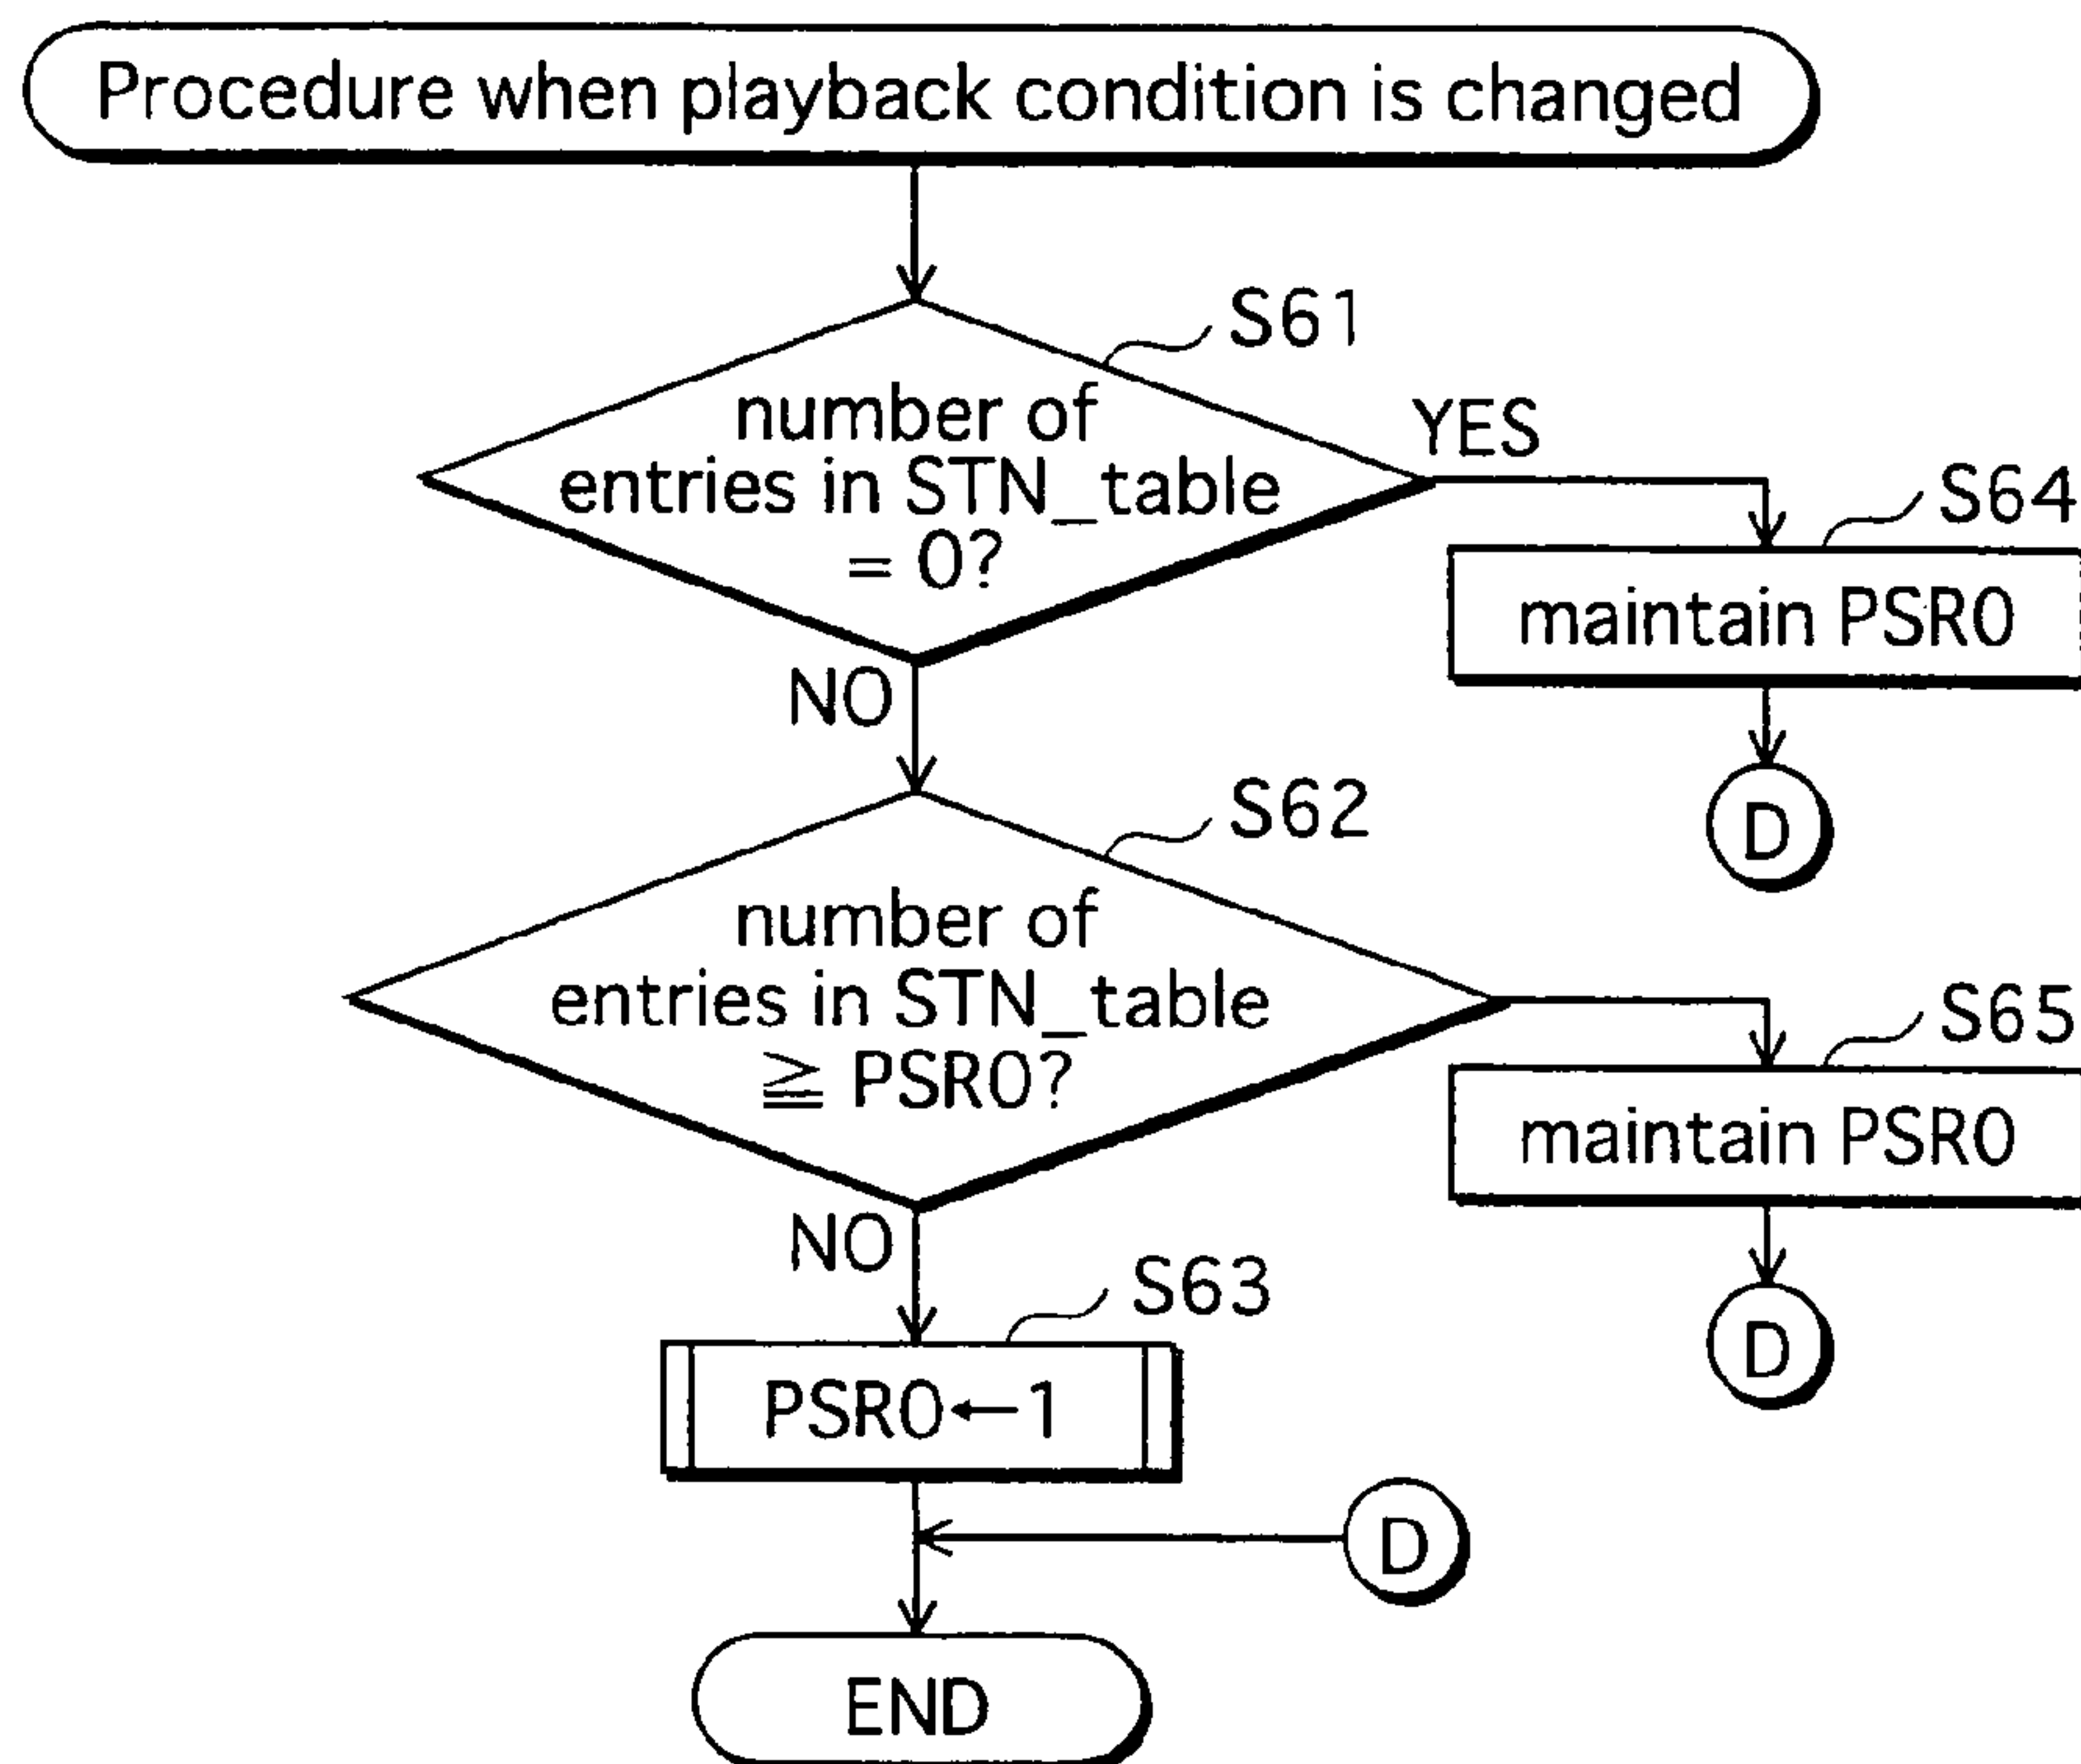 Procedure when playback condition is changed
S61
number of
entries in STN_table
= 0?
YES
S64
maintain PSR0
D
NO
S62
number of
entries in STN_table
≧ PSR0?
S65
maintain PSR0
D
NO
S63
PSR0←1
D
END